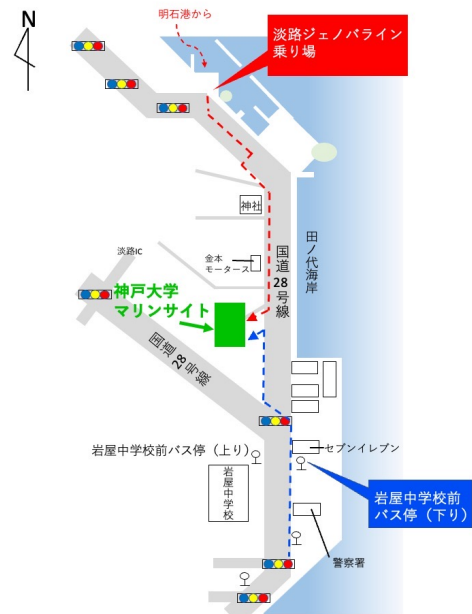 N
明石港から
淡路ジェノバライン
乗り場
神社
国道28号線
田ノ代海岸
淡路IC
金本
モータース
神戸大学
マリンサイト
国道28号線
セブンイレブン
岩屋中学校前バス停（上り）
岩屋中学校
岩屋中学校前
バス停（下り）
警察署